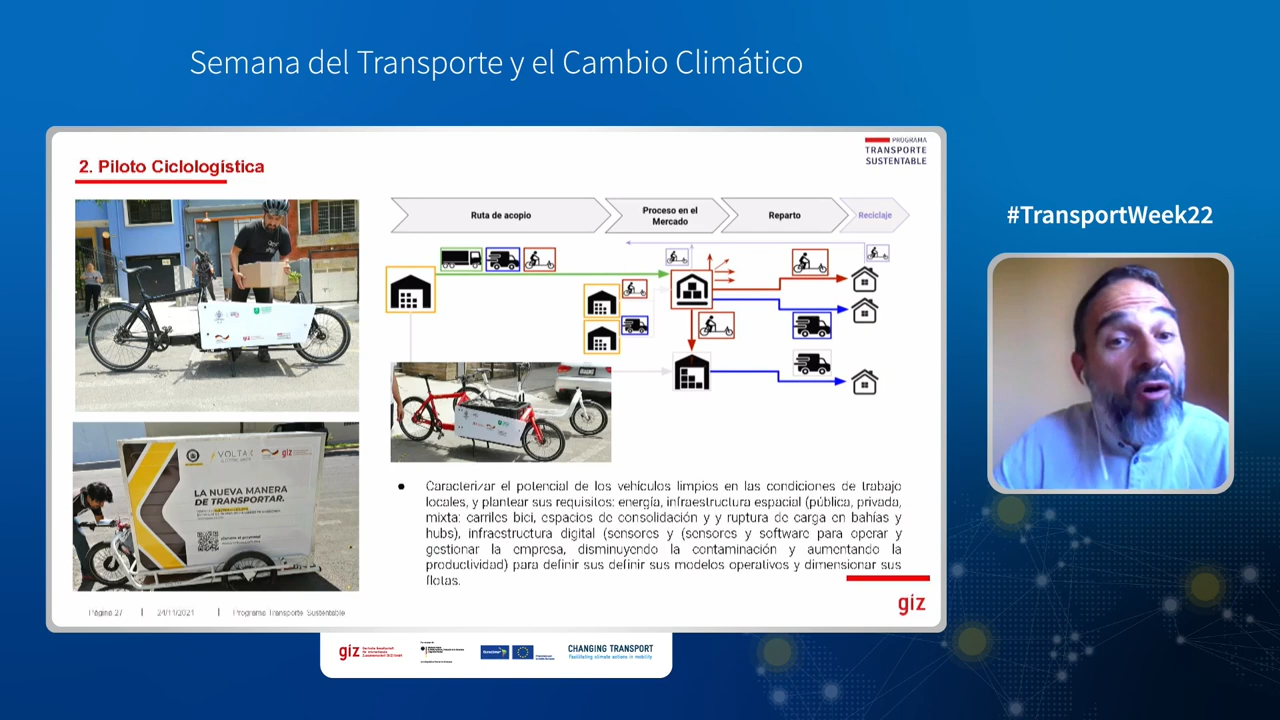 Semana del Transporte y el Cambio Climático
#TransportWeek22
2. Piloto Ciclologística
PROGRAMA
TRANSPORTE
SUSTENTABLE
Ruta de acopio
Proceso en el
Mercado
Reparto
Reciclaje
VOLTAX
giz
LA NUEVA MANERA
DE TRANSPORTAR.
● Caracterizar el potencial de los vehículos limpios en las condiciones de trabajo
locales, y plantear sus requisitos: energía, infraestructura espacial (pública, privada,
mixta: carriles bici, espacios de consolidación y y ruptura de carga en bahías y
hubs), infraestructura digital (sensores y (sensores y software para operar y
gestionar la empresa, disminuyendo la contaminación y aumentando la
productividad) para definir sus definir sus modelos operativos y dimensionar sus
flotas.
Página 27 | 24/11/2021 | Programa Transporte Sustentable
giz
giz
CHANGING TRANSPORT
Facilitating climate actions in mobility